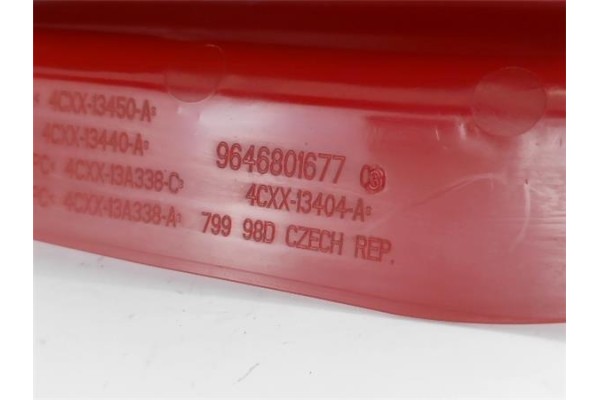 4CXX-13450-A
4CXX-13440-A
4CXX-13A338-C
4CXX-13A338-A
9646801677
4CXX-13404-A
799 98D CZECH REP.